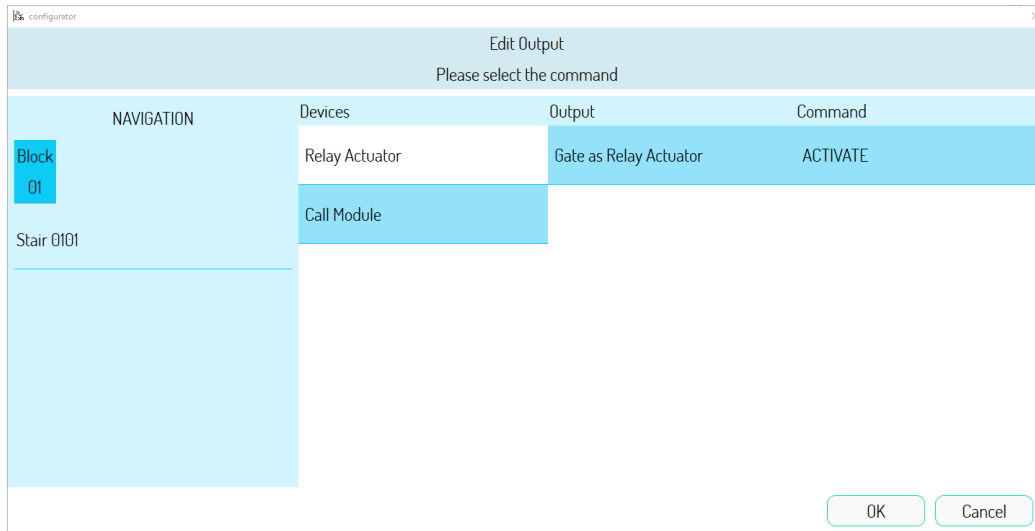 configurator
Edit Output
Please select the command
NAVIGATION
Block
01
Stair 0101
Devices Output Command
Relay Actuator Gate as Relay Actuator ACTIVATE
Call Module
OK Cancel